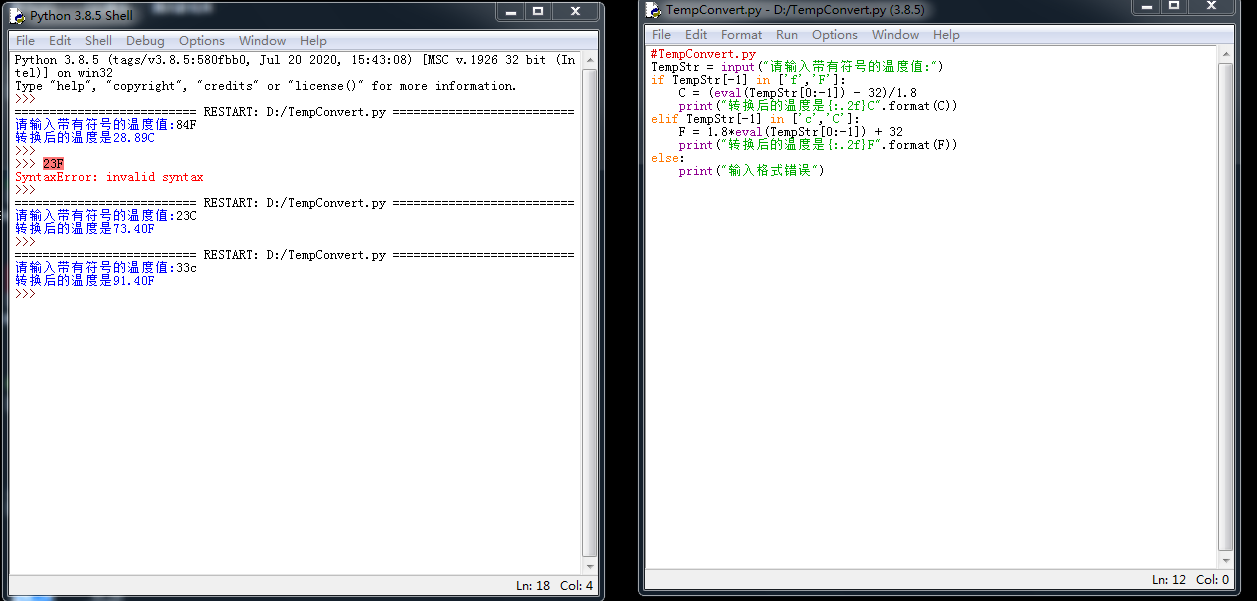 Python 3.8.5 Shell
File Edit Shell Debug Options Window Help
Python 3.8.5 (tags/v3.8.5:580fbb0, Jul 20 2020, 15:43:08) [MSC v.1926 32 bit (In
tel)] on win32
Type "help", "copyright", "credits" or "license()" for more information.
>>>
========================== RESTART: D:/TempConvert.py ==========================
请输入带有符号的温度值:84F
转换后的温度是28.89C
>>>
>>> 23F
SyntaxError: invalid syntax
>>>
========================== RESTART: D:/TempConvert.py ==========================
请输入带有符号的温度值:23C
转换后的温度是73.40F
>>>
========================== RESTART: D:/TempConvert.py ==========================
请输入带有符号的温度值:33c
转换后的温度是91.40F
>>>
Ln: 18 Col: 4
TempConvert.py - D:/TempConvert.py (3.8.5)
File Edit Format Run Options Window Help
#TempConvert.py
TempStr = input("请输入带有符号的温度值:")
if TempStr[-1] in ['f','F']:
    C = (eval(TempStr[0:-1]) - 32)/1.8
    print("转换后的温度是{:.2f}C".format(C))
elif TempStr[-1] in ['c','C']:
    F = 1.8*eval(TempStr[0:-1]) + 32
    print("转换后的温度是{:.2f}F".format(F))
else:
    print("输入格式错误")
Ln: 12 Col: 0